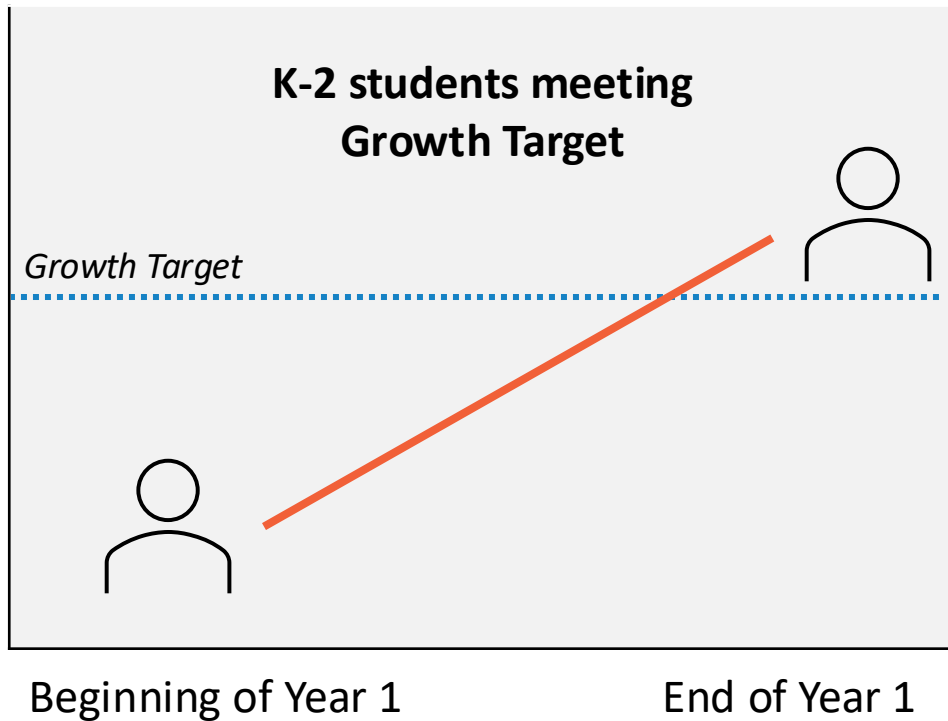 K-2 students meeting
Growth Target
Growth Target
Beginning of Year 1
End of Year 1